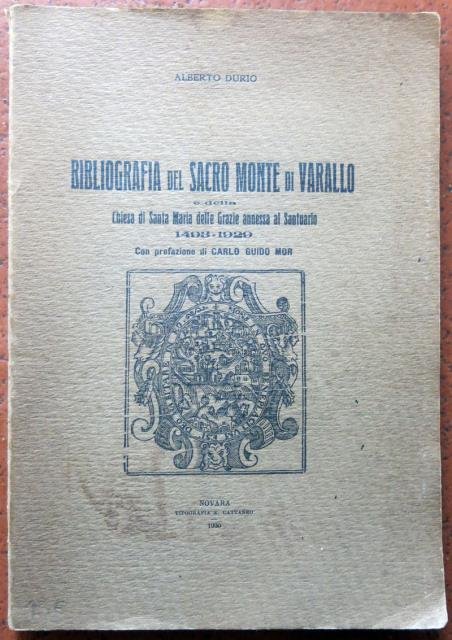 ALBERTO DURIO
BIBLIOGRAFIA DEL SACRO MONTE DI VARALLO
e della
Chiesa di Santa Maria delle Grazie annessa al Santuario
1493-1929
Con prefazione di CARLO GUIDO MOR
NOVARA
TIPOGRAFIA E. CATTANEO
1930